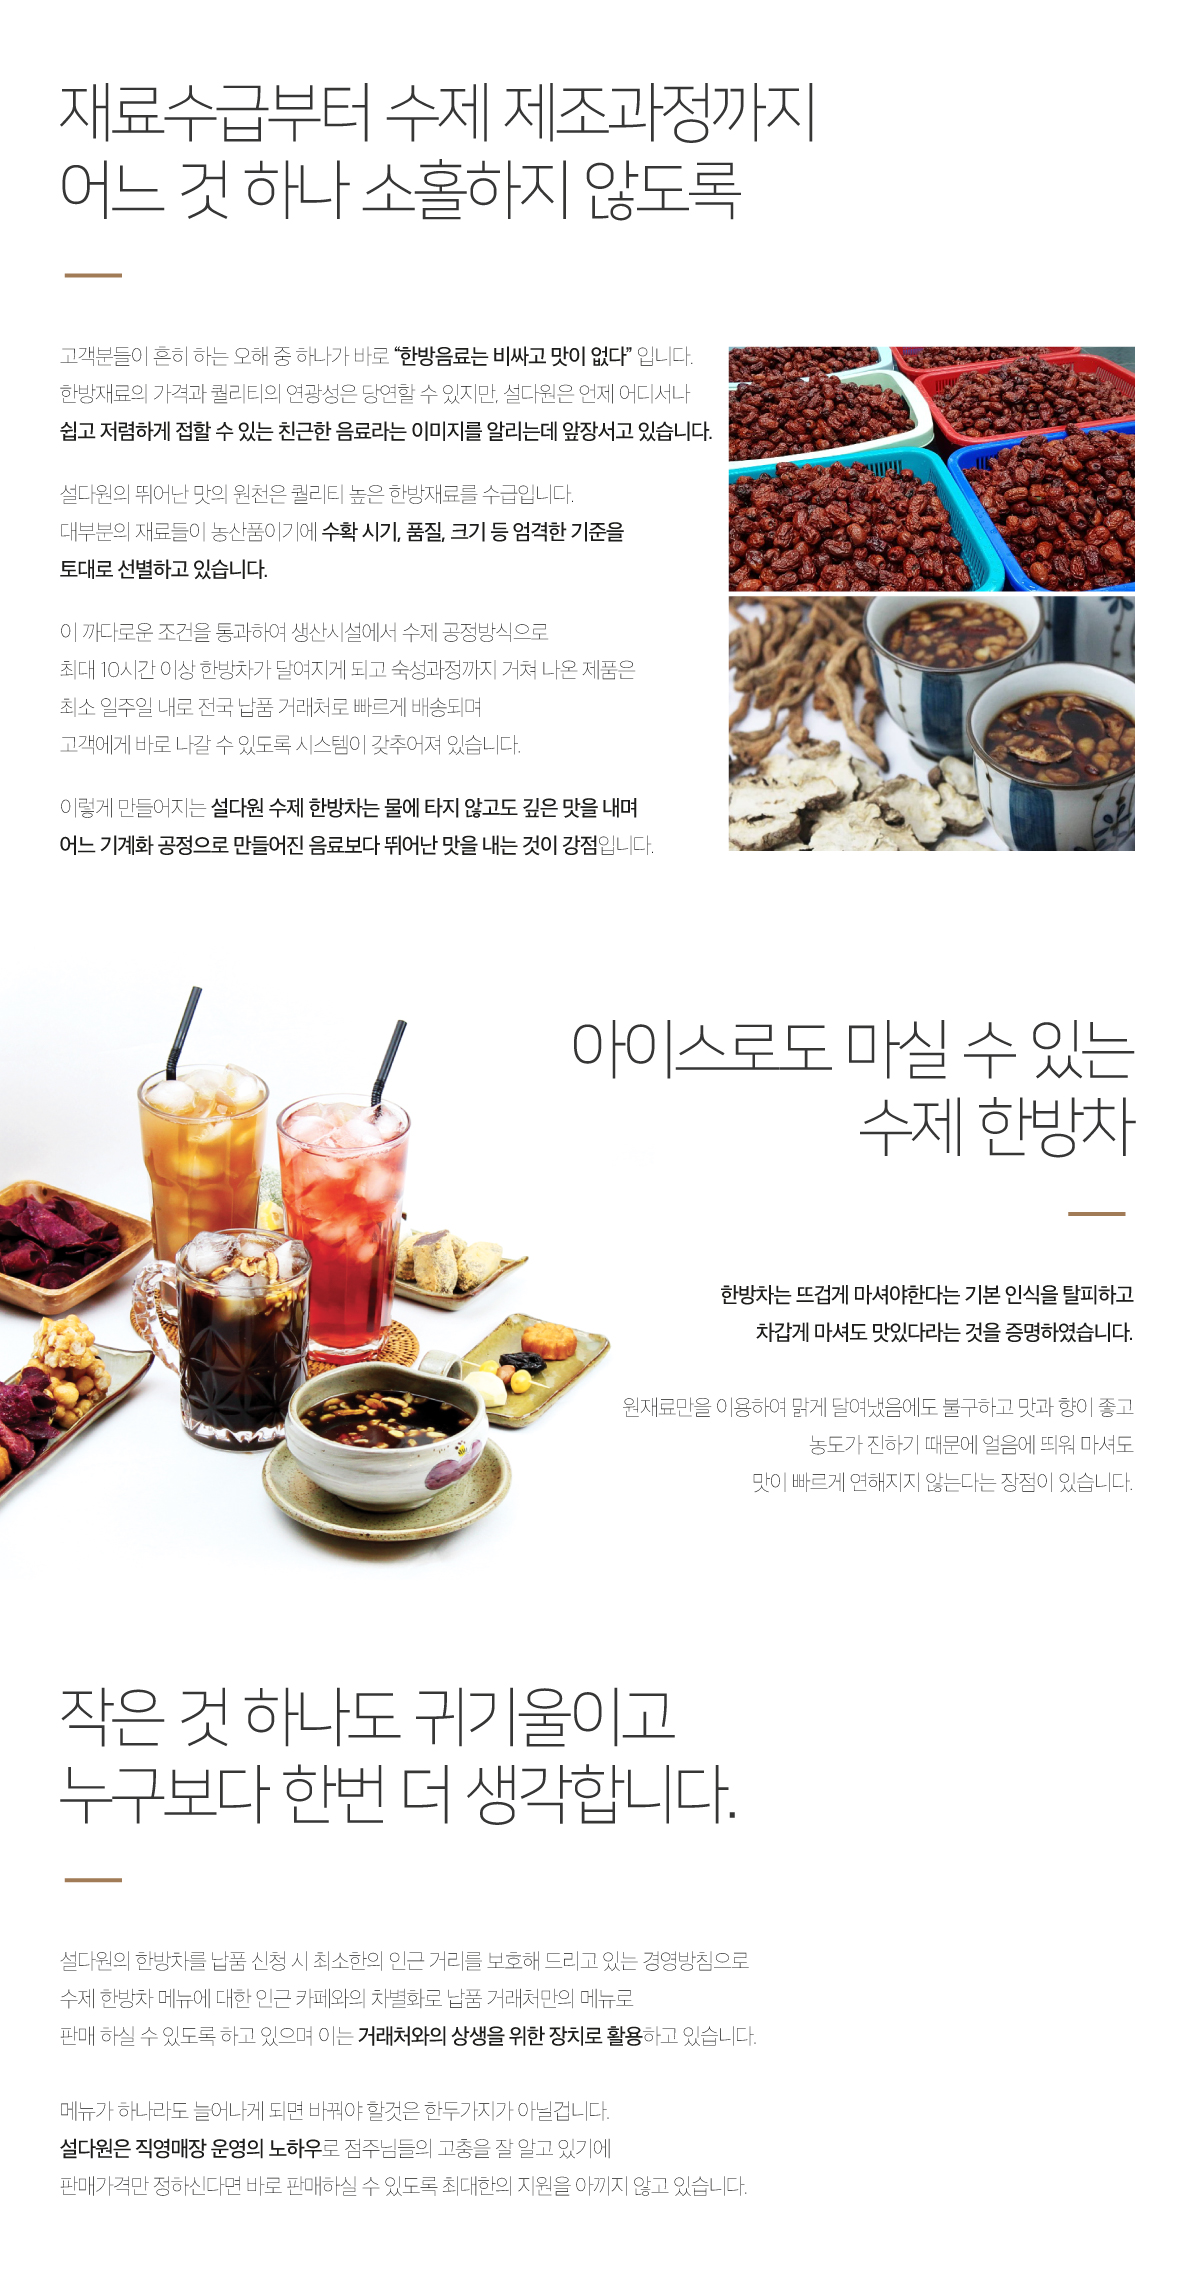 재료수급부터 수제 제조과정까지
어느 것 하나 소홀하지 않도록
고객분들이 흔히 하는 오해 중 하나가 바로 “한방음료는 비싸고 맛이 없다” 입니다.
한방재료의 가격과 퀄리티의 연광성은 당연할 수 있지만, 설다원은 언제 어디서나
쉽고 저렴하게 접할 수 있는 친근한 음료라는 이미지를 알리는데 앞장서고 있습니다.
설다원의 뛰어난 맛의 원천은 퀄리티 높은 한방재료를 수급입니다.
대부분의 재료들이 농산품이기에 수확 시기, 품질, 크기 등 엄격한 기준을
토대로 선별하고 있습니다.
이 까다로운 조건을 통과하여 생산시설에서 수제 공정방식으로
최대 10시간 이상 한방차가 달여지게 되고 숙성과정까지 거쳐 나온 제품은
최소 일주일 내로 전국 납품 거래처로 빠르게 배송되며
고객에게 바로 나갈 수 있도록 시스템이 갖추어져 있습니다.
이렇게 만들어지는 설다원 수제 한방차는 물에 타지 않고도 깊은 맛을 내며
어느 기계화 공정으로 만들어진 음료보다 뛰어난 맛을 내는 것이 강점입니다.
아이스로도 마실 수 있는
수제 한방차
한방차는 뜨겁게 마셔야한다는 기본 인식을 탈피하고
차갑게 마셔도 맛있다라는 것을 증명하였습니다.
원재료만을 이용하여 맑게 달여냈음에도 불구하고 맛과 향이 좋고
농도가 진하기 때문에 얼음에 띄워 마셔도
맛이 빠르게 연해지지 않는다는 장점이 있습니다.
작은 것 하나도 귀기울이고
누구보다 한번 더 생각합니다.
설다원의 한방차를 납품 신청 시 최소한의 인근 거리를 보호해 드리고 있는 경영방침으로
수제 한방차 메뉴에 대한 인근 카페와의 차별화로 납품 거래처만의 메뉴로
판매 하실 수 있도록 하고 있으며 이는 거래처와의 상생을 위한 장치로 활용하고 있습니다.
메뉴가 하나라도 늘어나게 되면 바꿔야 할것은 한두가지가 아닐겁니다.
설다원은 직영매장 운영의 노하우로 점주님들의 고충을 잘 알고 있기에
판매가격만 정하신다면 바로 판매하실 수 있도록 최대한의 지원을 아끼지 않고 있습니다.